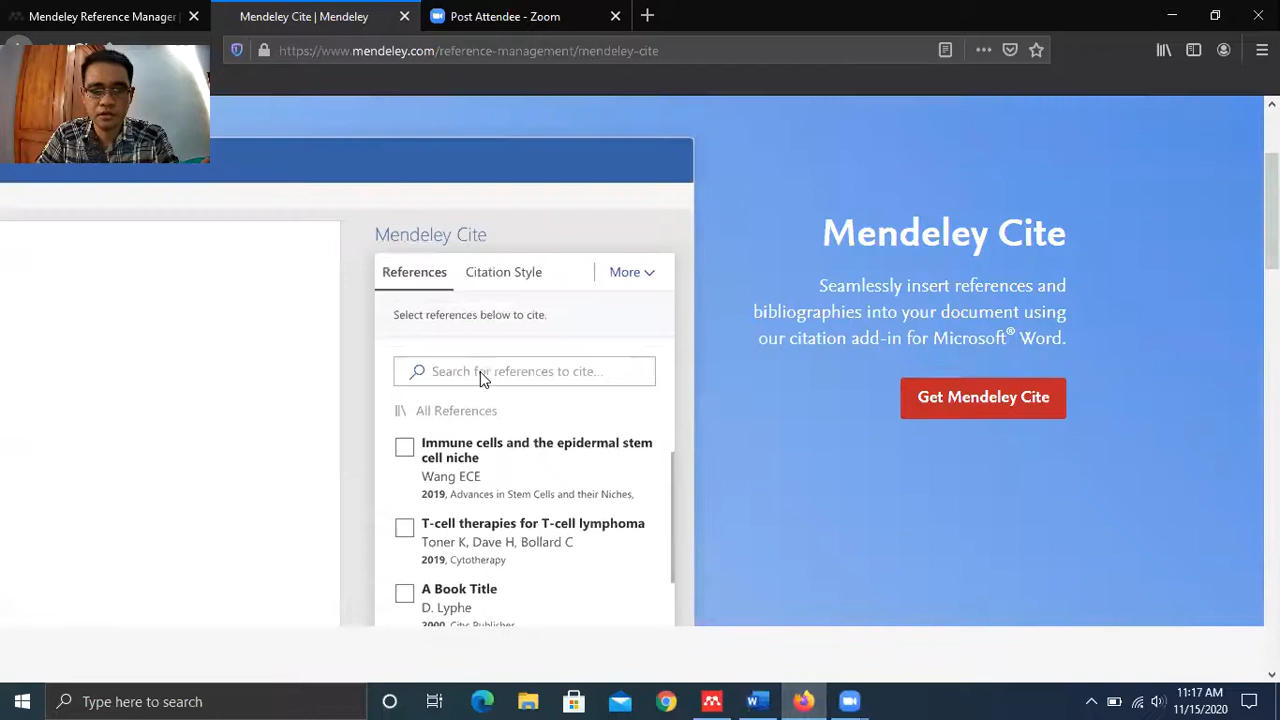 Mendeley Reference Manager
Mendeley Cite | Mendeley
Post Attendee - Zoom
https://www.mendeley.com/reference-management/mendeley-cite
Mendeley Cite
References
Citation Style
More
Select references below to cite.
Search for references to cite...
All References
Immune cells and the epidermal stem
cell niche
Wang ECE
2019, Advances in Stem Cells and their Niches,
T-cell therapies for T-cell lymphoma
Toner K, Dave H, Bollard C
2019, Cytotherapy
A Book Title
D. Lyphe
2000, City: Publisher
Mendeley Cite
Seamlessly insert references and
bibliographies into your document using
our citation add-in for Microsoft® Word.
Get Mendeley Cite
Type here to search
11:17 AM
11/15/2020